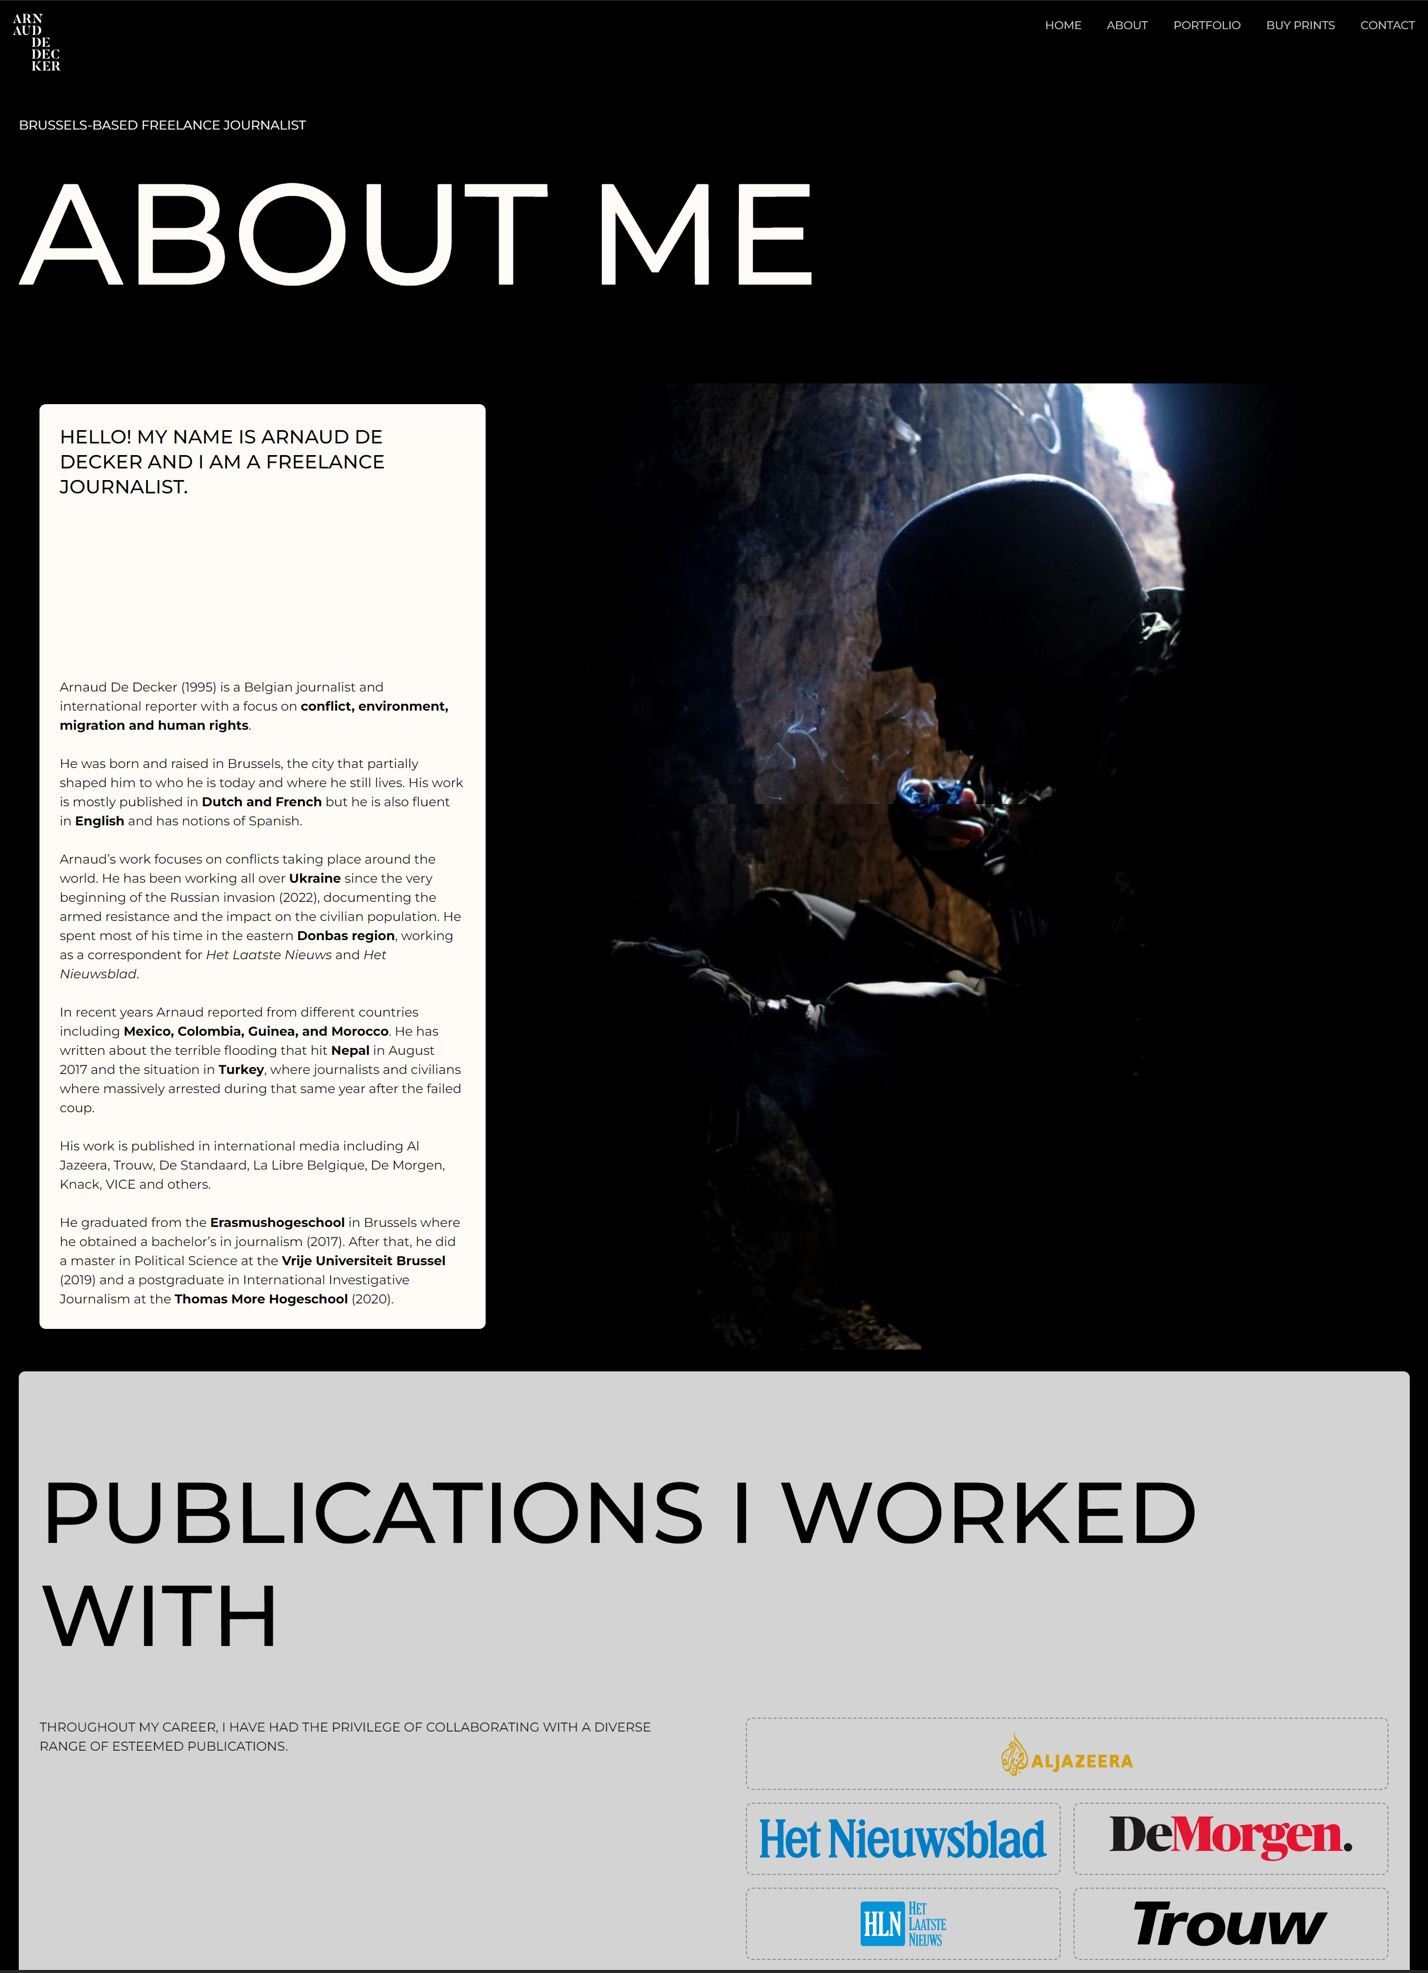 ARN
AUD
DE
DEC
KER
HOME ABOUT PORTFOLIO BUY PRINTS CONTACT
BRUSSELS-BASED FREELANCE JOURNALIST
ABOUT ME
HELLO! MY NAME IS ARNAUD DE
DECKER AND I AM A FREELANCE
JOURNALIST.
Arnaud De Decker (1995) is a Belgian journalist and
international reporter with a focus on conflict, environment,
migration and human rights.
He was born and raised in Brussels, the city that partially
shaped him to who he is today and where he still lives. His work
is mostly published in Dutch and French but he is also fluent
in English and has notions of Spanish.
Arnaud’s work focuses on conflicts taking place around the
world. He has been working all over Ukraine since the very
beginning of the Russian invasion (2022), documenting the
armed resistance and the impact on the civilian population. He
spent most of his time in the eastern Donbas region, working
as a correspondent for Het Laatste Nieuws and Het
Nieuwsblad.
In recent years Arnaud reported from different countries
including Mexico, Colombia, Guinea, and Morocco. He has
written about the terrible flooding that hit Nepal in August
2017 and the situation in Turkey, where journalists and civilians
where massively arrested during that same year after the failed
coup.
His work is published in international media including Al
Jazeera, Trouw, De Standaard, La Libre Belgique, De Morgen,
Knack, VICE and others.
He graduated from the Erasmushogeschool in Brussels where
he obtained a bachelor’s in journalism (2017). After that, he did
a master in Political Science at the Vrije Universiteit Brussel
(2019) and a postgraduate in International Investigative
Journalism at the Thomas More Hogeschool (2020).
PUBLICATIONS I WORKED
WITH
THROUGHOUT MY CAREER, I HAVE HAD THE PRIVILEGE OF COLLABORATING WITH A DIVERSE
RANGE OF ESTEEMED PUBLICATIONS.
ALJAZEERA
Het Nieuwsblad
DeMorgen.
HLN
HET
LAATSTE
NIEUWS
Trouw